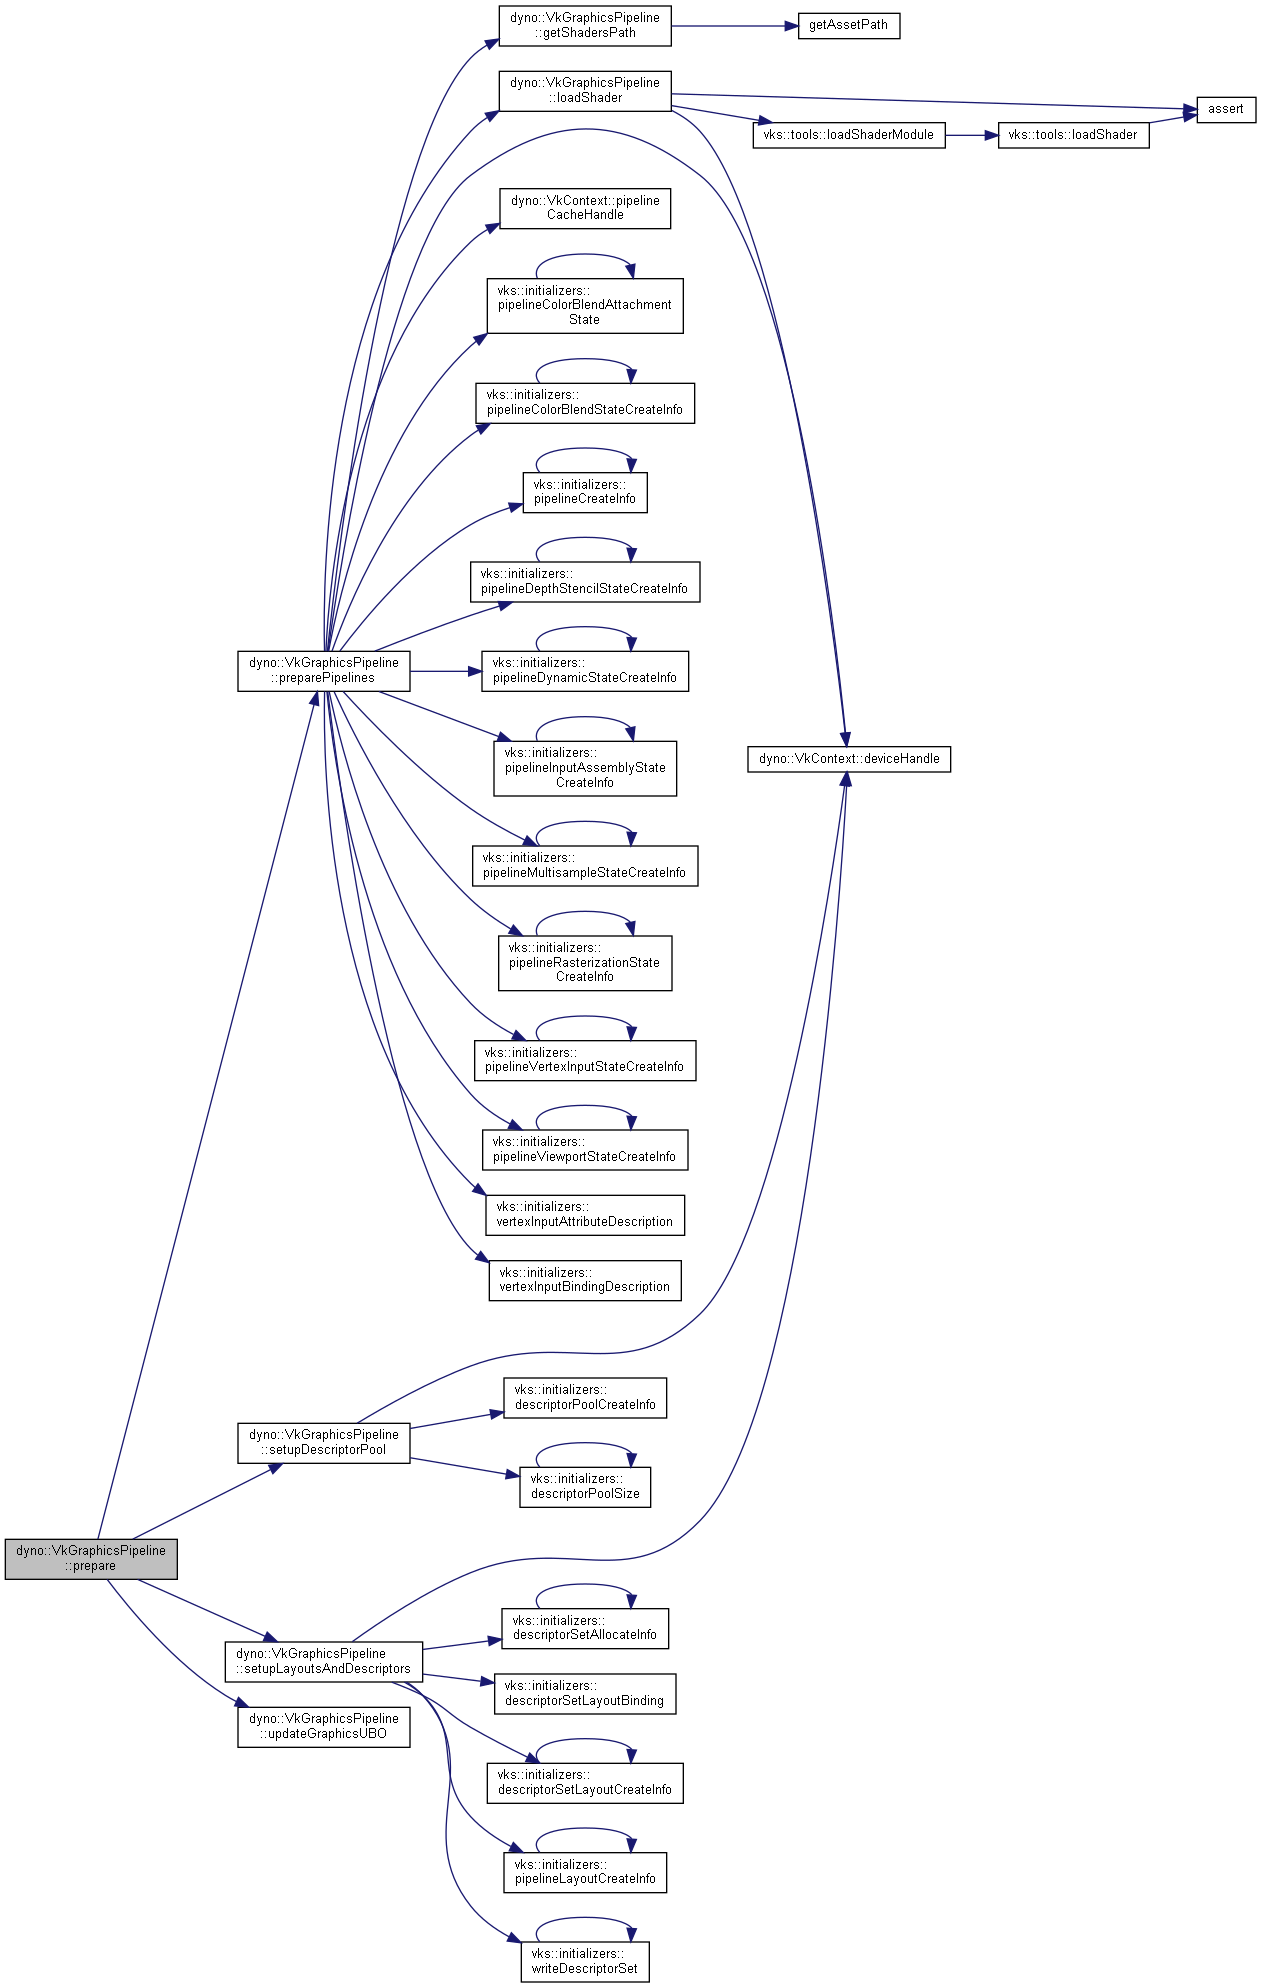 dyno::VkGraphicsPipeline
::getShadersPath
getAssetPath
dyno::VkGraphicsPipeline
::loadShader
assert
vks::tools::loadShaderModule
vks::tools::loadShader
dyno::VkContext::pipeline
CacheHandle
vks::initializers::
pipelineColorBlendAttachment
State
vks::initializers::
pipelineColorBlendStateCreateInfo
vks::initializers::
pipelineCreateInfo
vks::initializers::
pipelineDepthStencilStateCreateInfo
dyno::VkGraphicsPipeline
::preparePipelines
vks::initializers::
pipelineDynamicStateCreateInfo
vks::initializers::
pipelineInputAssemblyState
CreateInfo
dyno::VkContext::deviceHandle
vks::initializers::
pipelineMultisampleStateCreateInfo
vks::initializers::
pipelineRasterizationState
CreateInfo
vks::initializers::
pipelineVertexInputStateCreateInfo
vks::initializers::
pipelineViewportStateCreateInfo
vks::initializers::
vertexInputAttributeDescription
vks::initializers::
vertexInputBindingDescription
vks::initializers::
descriptorPoolCreateInfo
dyno::VkGraphicsPipeline
::setupDescriptorPool
vks::initializers::
descriptorPoolSize
dyno::VkGraphicsPipeline
::prepare
vks::initializers::
descriptorSetAllocateInfo
dyno::VkGraphicsPipeline
::setupLayoutsAndDescriptors
vks::initializers::
descriptorSetLayoutBinding
dyno::VkGraphicsPipeline
::updateGraphicsUBO
vks::initializers::
descriptorSetLayoutCreateInfo
vks::initializers::
pipelineLayoutCreateInfo
vks::initializers::
writeDescriptorSet